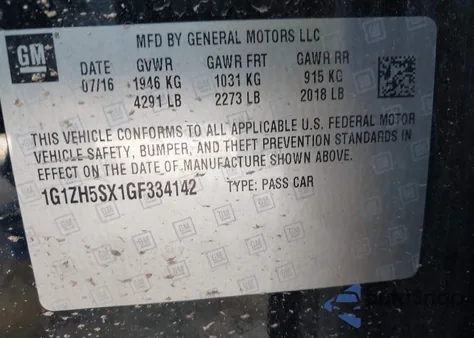 GM
MFD BY GENERAL MOTORS LLC
DATE GVWR GAWR FRT GAWR RR
07/16 1946 KG 1031 KG 915 KG
4291 LB 2273 LB 2018 LB
THIS VEHICLE CONFORMS TO ALL APPLICABLE U.S. FEDERAL MOTOR
VEHICLE SAFETY, BUMPER, AND THEFT PREVENTION STANDARDS IN
EFFECT ON THE DATE OF MANUFACTURE SHOWN ABOVE.
1G1ZH5SX1GF334142 TYPE: PASS CAR